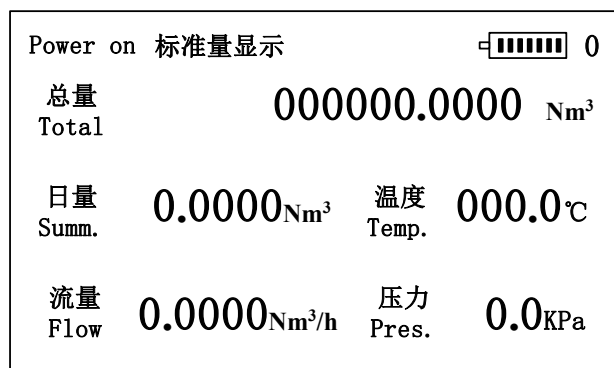 Power on 标准量显示 0
总量 000000.0000 Nm³
Total
日量 0.0000Nm³ 温度 000.0℃
Summ. Temp.
流量 0.0000Nm³/h 压力 0.0KPa
Flow Pres.